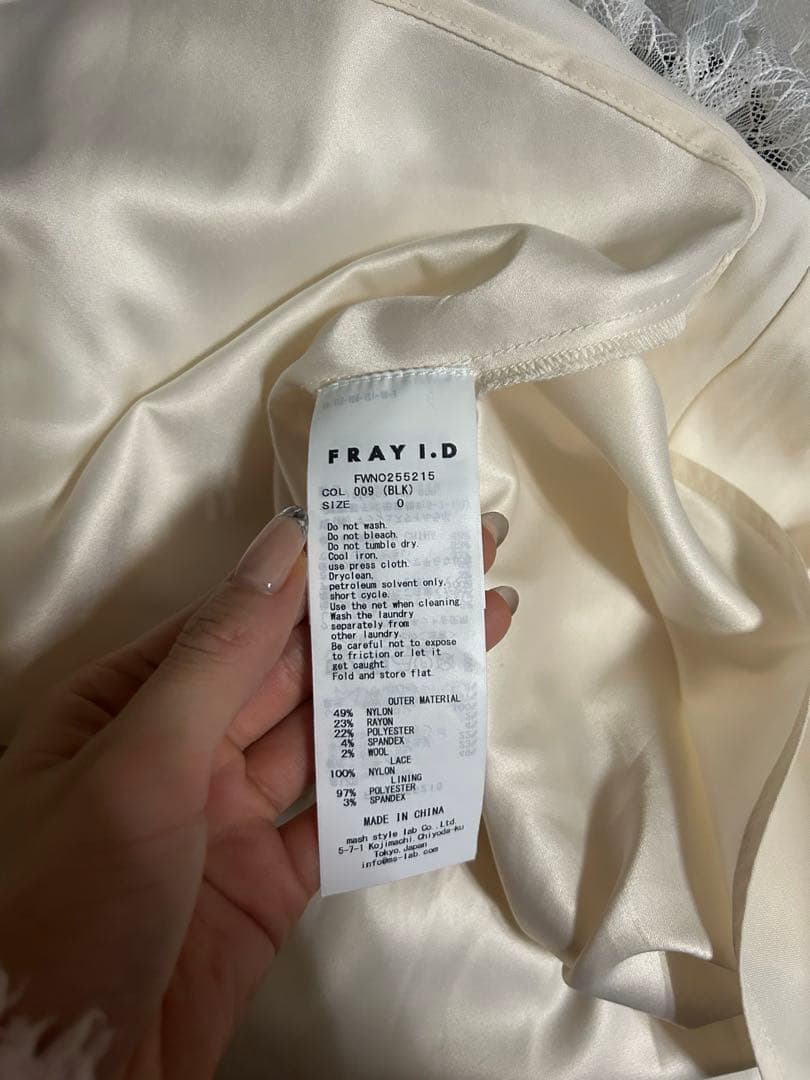 FRAY I.D
FWNO255215
COL 009 (BLK)
SIZE 0
Do not wash.
Do not bleach.
Do not tumble dry.
Cool iron.
use press cloth.
Dryclean.
petroleum solvent only.
short cycle.
Use the net when cleaning
Wash the laundry
separately from
other laundry.
Be careful not to expose
to friction or let it
get caught.
Fold and store flat
OUTER MATERIAL
49% NYLON
23% RAYON
22% POLYESTER
4% SPANDEX
2% WOOL
LACE
100% NYLON
LINING
97% POLYESTER
3% SPANDEX
MADE IN CHINA
mash style lab Co.,Ltd.
5-7-1 Kojimachi,Chiyoda-ku
Tokyo,Japan
info@ms-lab.com